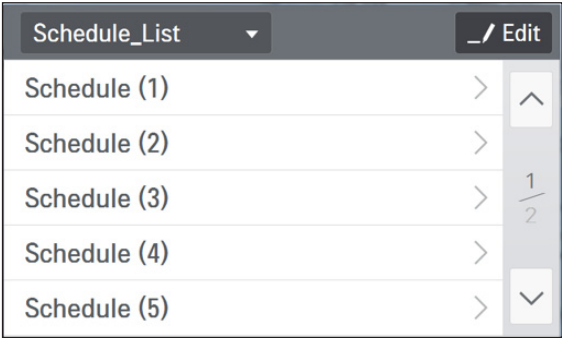 Schedule_List
Edit
Schedule (1)
Schedule (2)
Schedule (3)
Schedule (4)
Schedule (5)
1
2